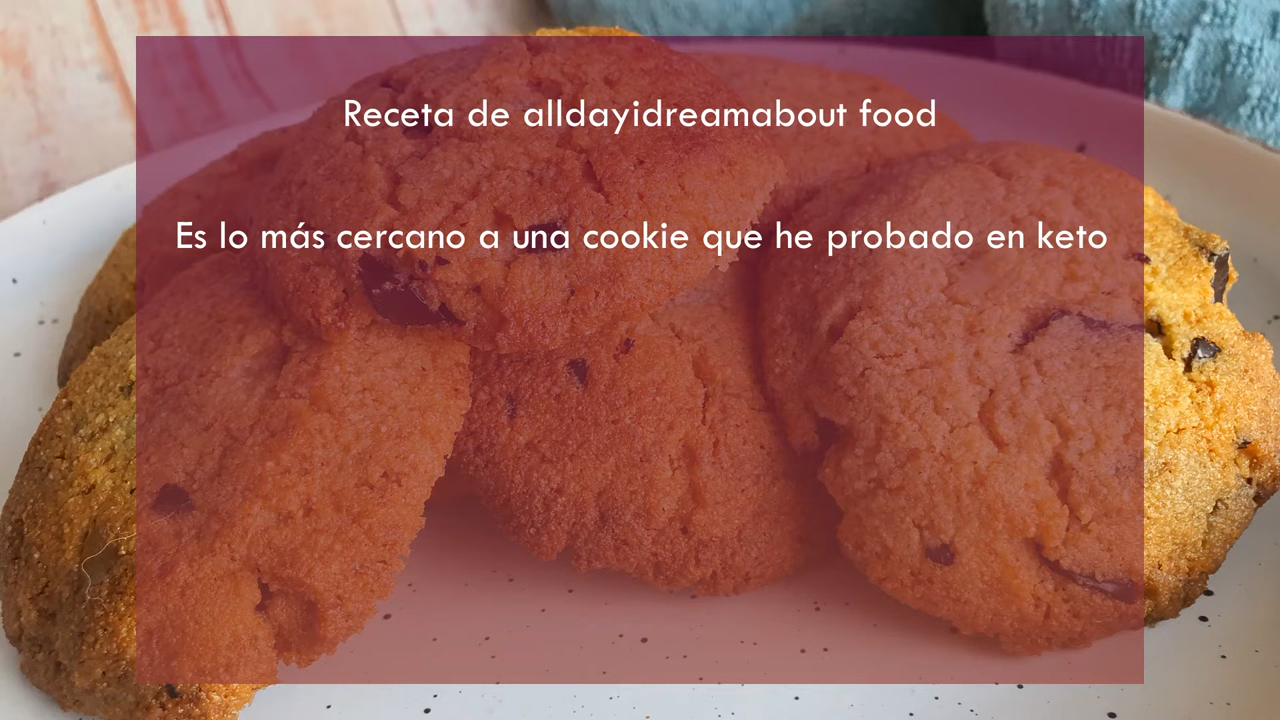 Receta de alldayidreamabout food
Es lo más cercano a una cookie que he probado en keto